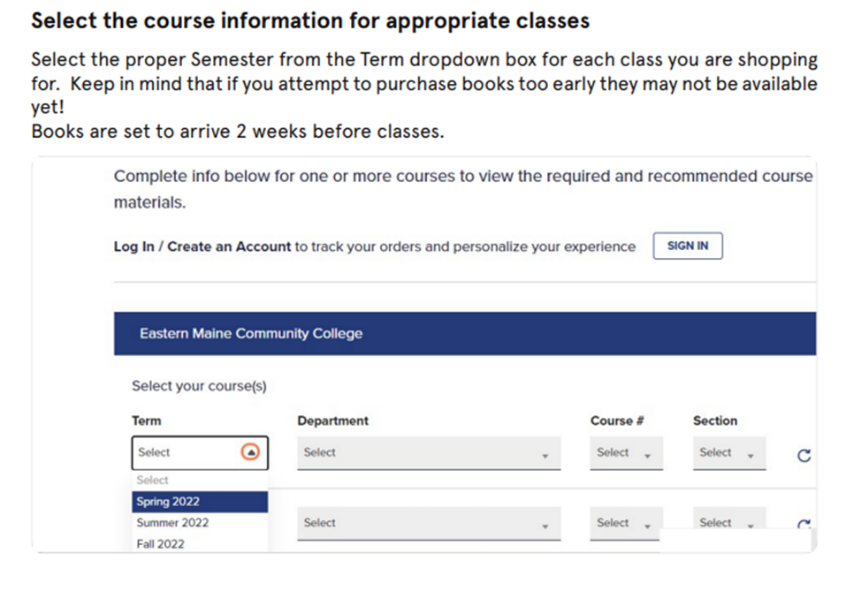 Select the course information for appropriate classes
Select the proper Semester from the Term dropdown box for each class you are shopping
for.  Keep in mind that if you attempt to purchase books too early they may not be available
yet!
Books are set to arrive 2 weeks before classes.
Complete info below for one or more courses to view the required and recommended course
materials.
Log In / Create an Account to track your orders and personalize your experience SIGN IN
Eastern Maine Community College
Select your course(s)
Term Department Course # Section
Select Select Select Select
Select
Spring 2022
Summer 2022 Select Select Select
Fall 2022